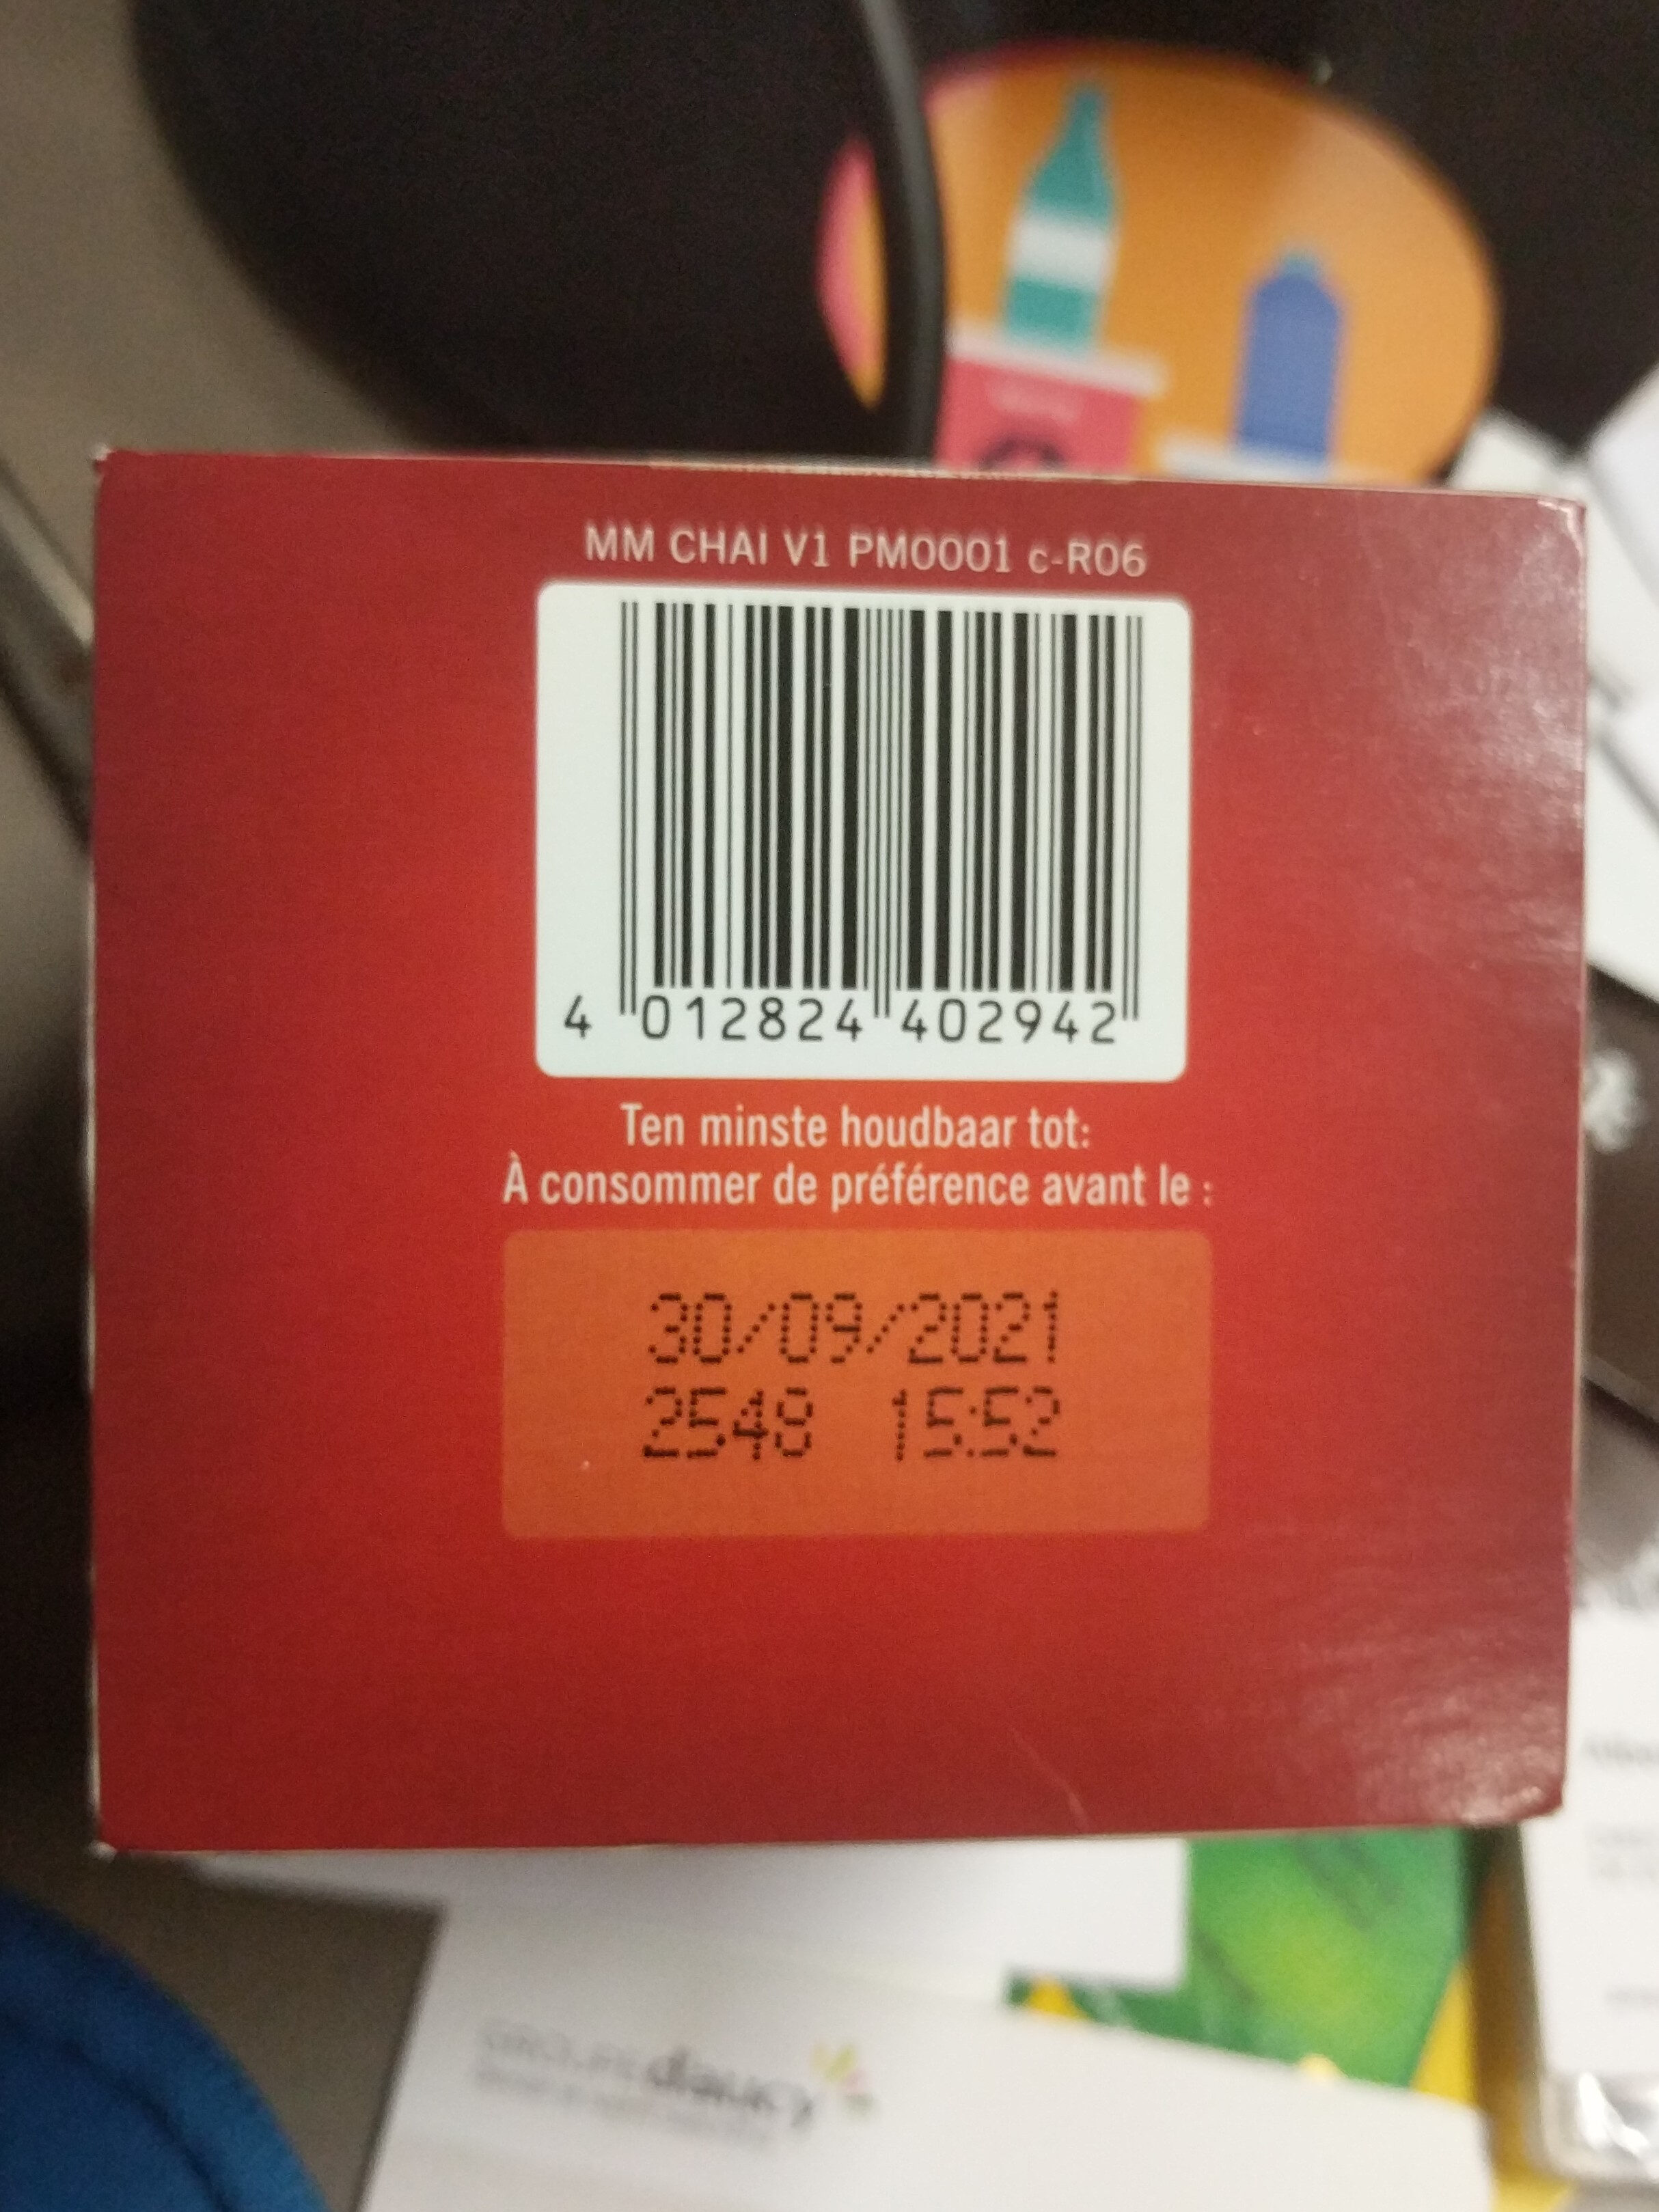 MM CHAI V1 PM0001 c-R06
4 012824 402942
Ten minste houdbaar tot:
À consommer de préférence avant le :
30/09/2021
2548 15:52
daucy